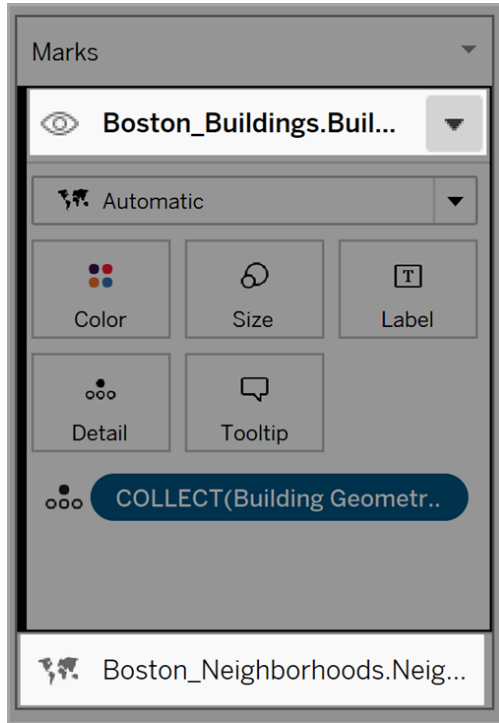 Marks
Boston_Buildings.Buil...
Automatic
Color Size Label
Detail Tooltip
COLLECT(Building Geometr..
Boston_Neighborhoods.Neig...